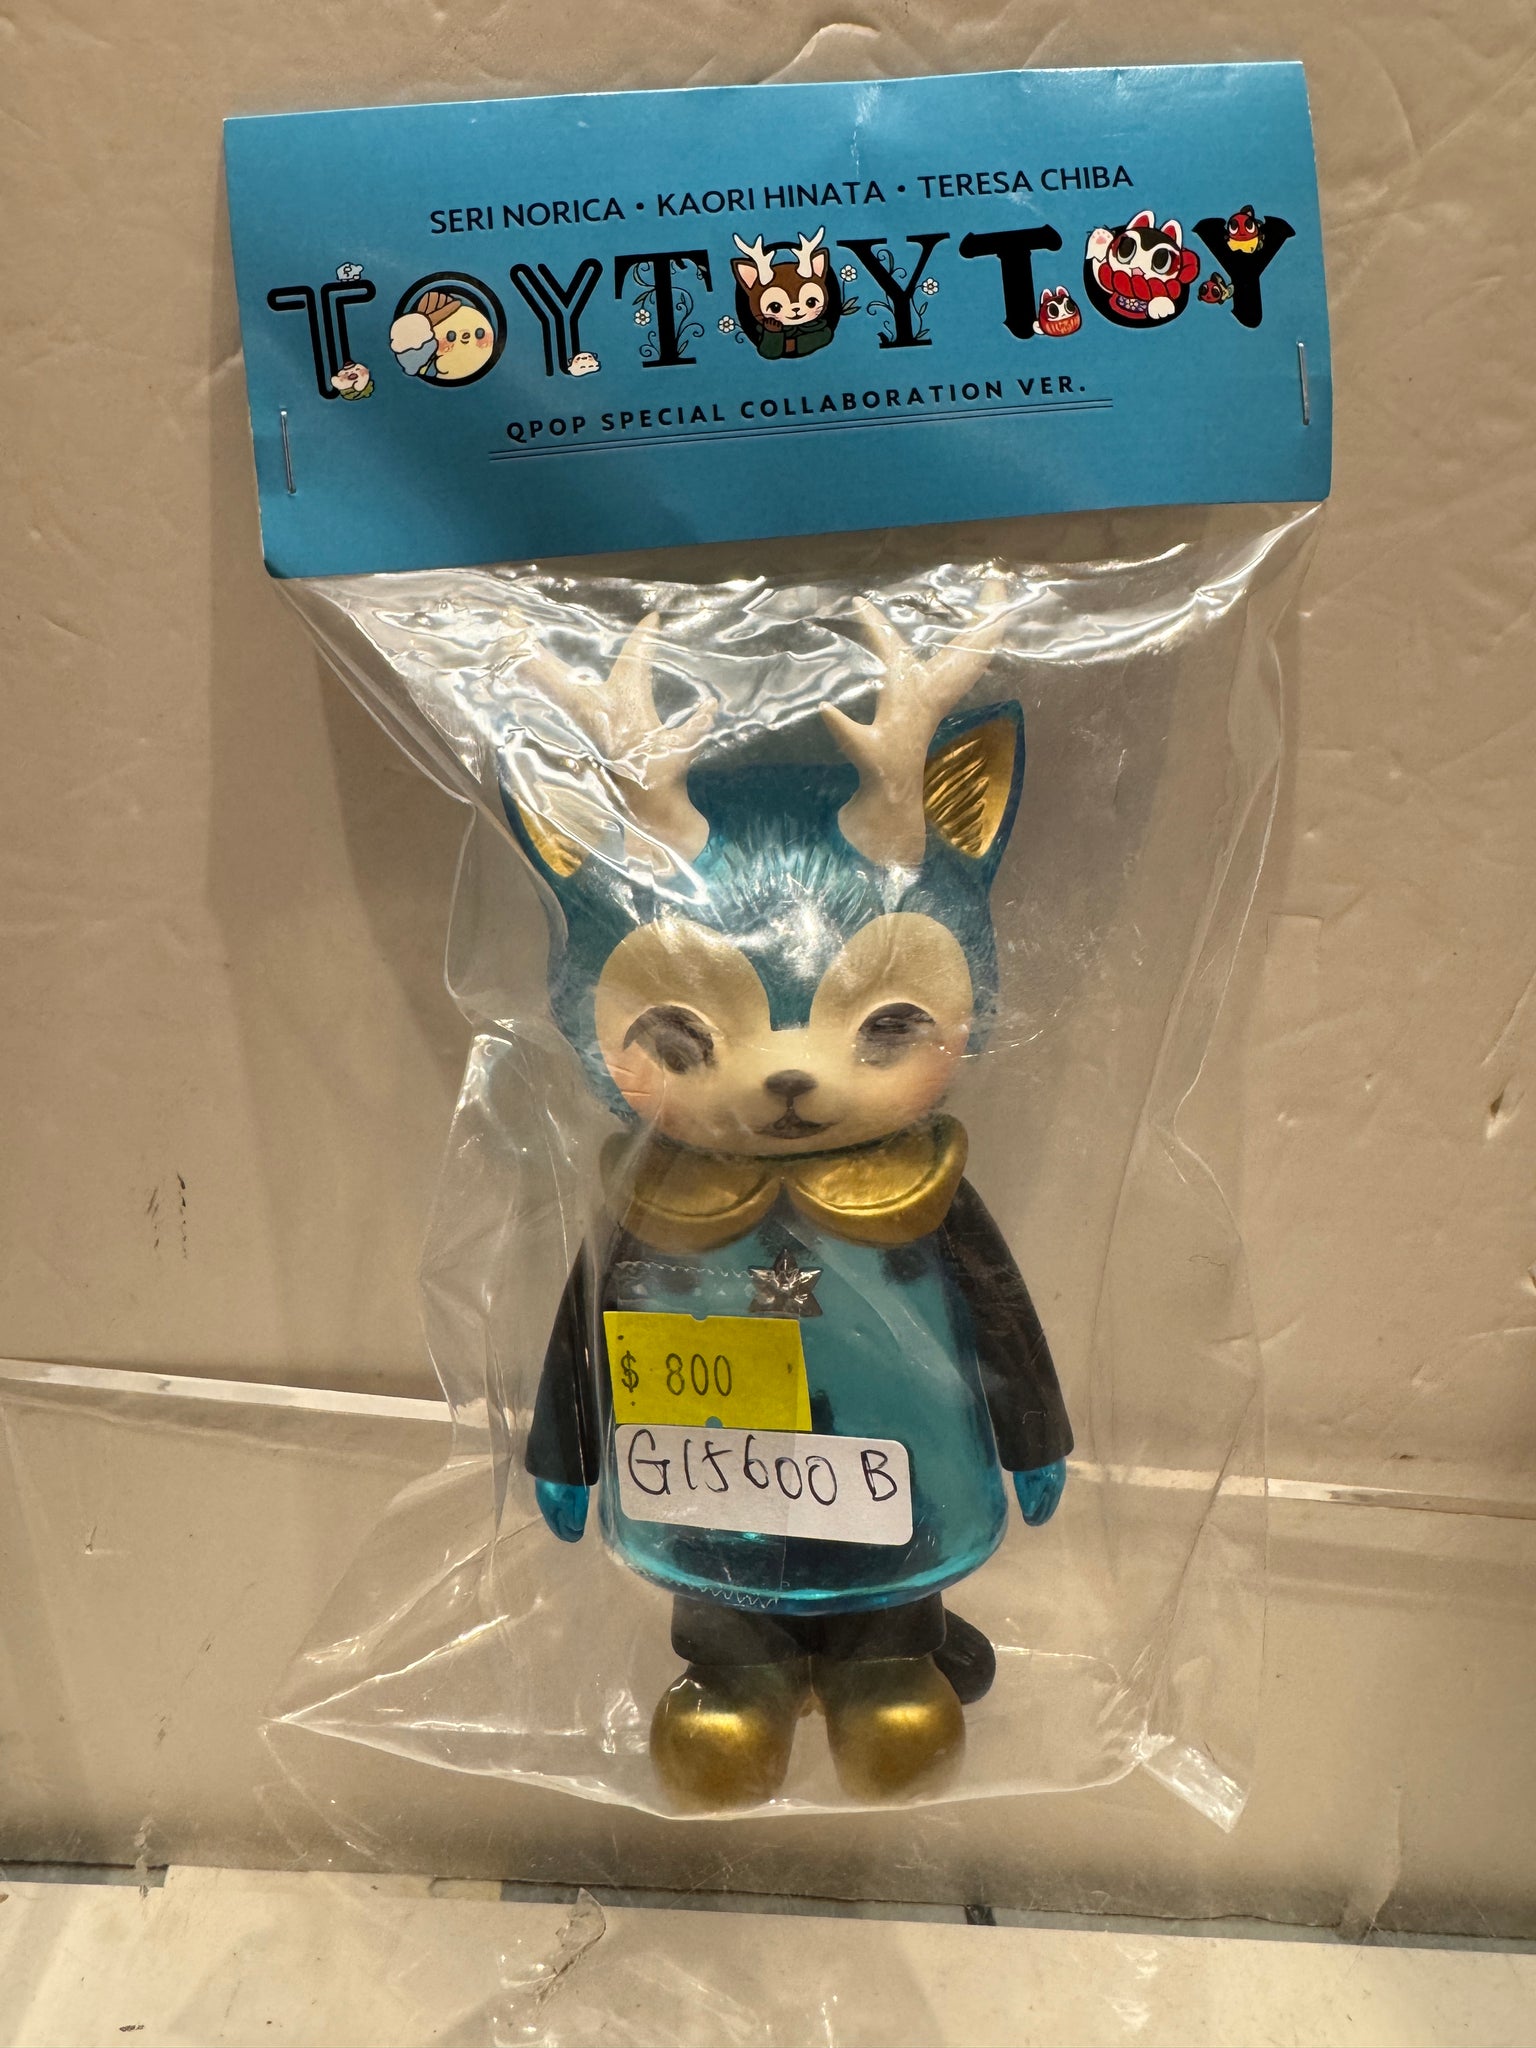 SERI NORICA • KAORI HINATA • TERESA CHIBA
TOYTOYTOY
QPOP SPECIAL COLLABORATION VER.
$ 800
G15600 B